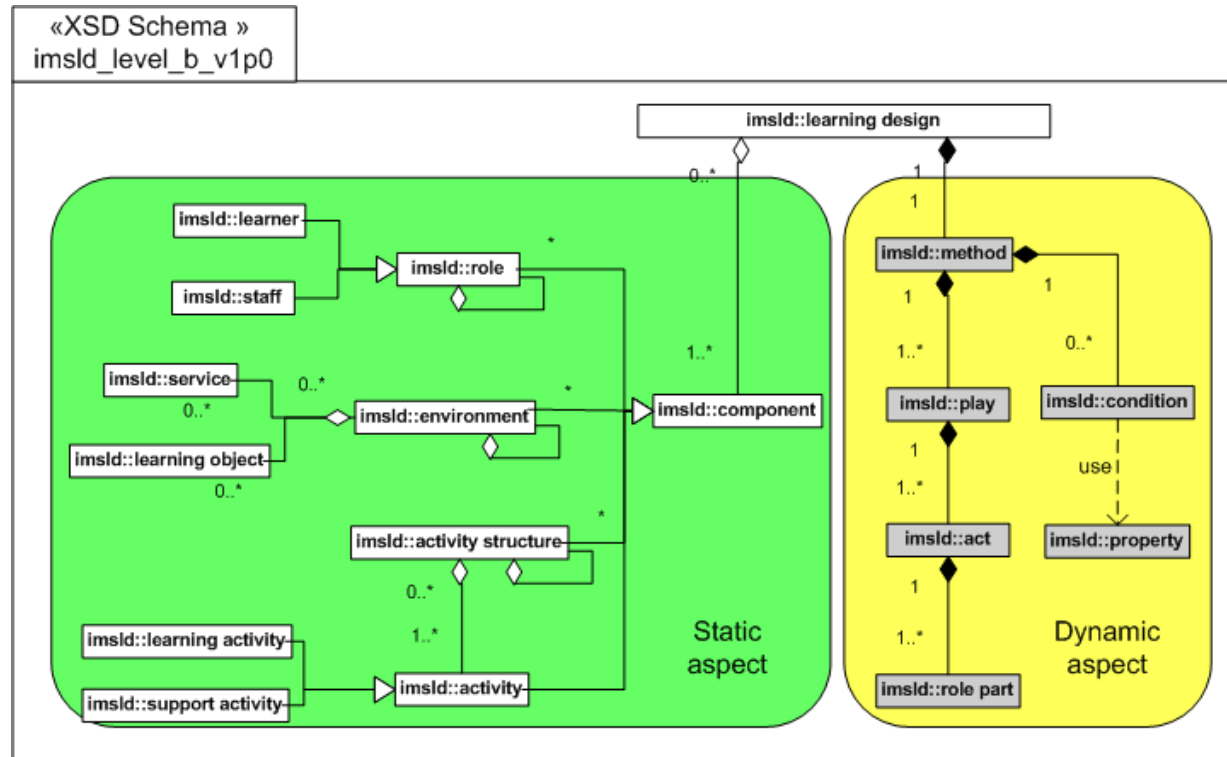 «XSD Schema »
imsld_level_b_v1p0
imsld::learning design
0..*
1
1
imsld::learner
imsld::staff
imsld::role
*
imsld::method
1
1
1..*
1..*
0..*
imsld::service
0..*
0..*
imsld::environment
*
imsld::component
imsld::play
imsld::condition
imsld::learning object
0..*
1
use
1..*
*
imsld::activity structure
imsld::act
imsld::property
0..*
1
1..*
1..*
imsld::learning activity
imsld::support activity
imsld::activity
Static
aspect
Dynamic
aspect
imsld::role part